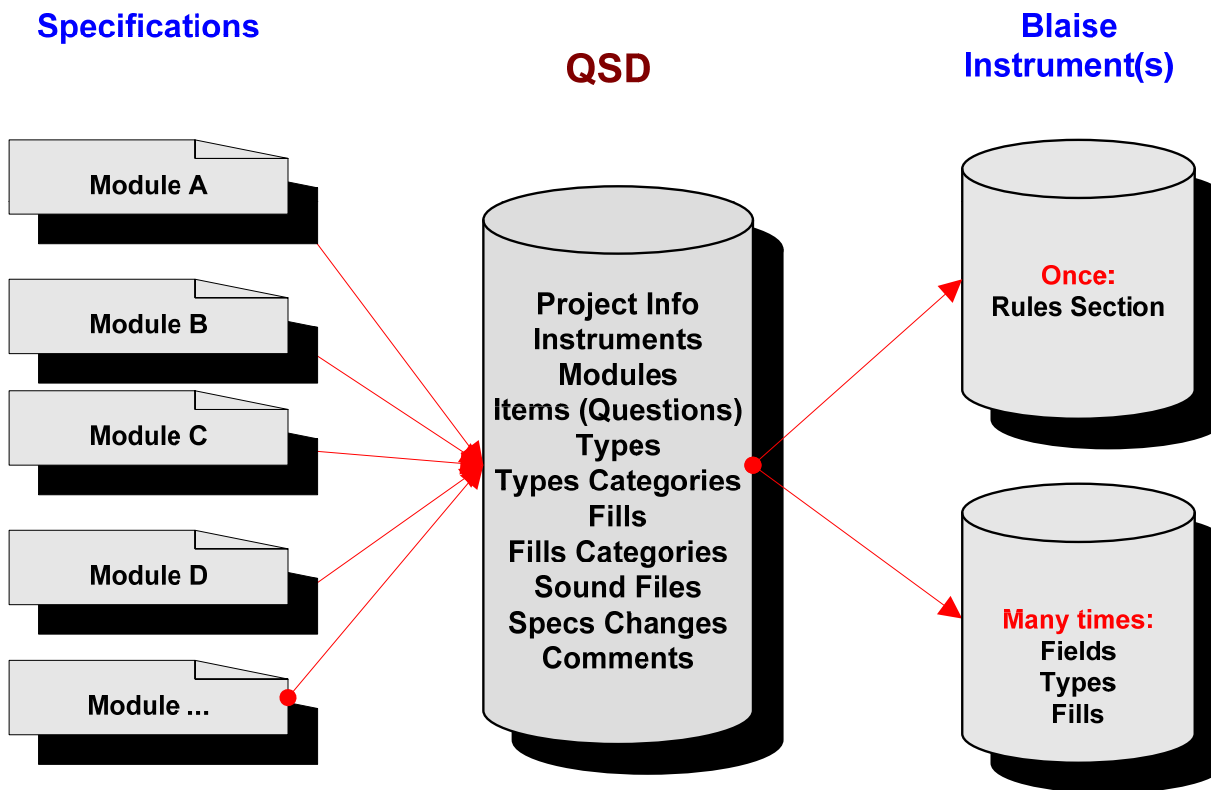 Specifications
QSD
Blaise
Instrument(s)
Module A
Module B
Module C
Module D
Module ...
Project Info
Instruments
Modules
Items (Questions)
Types
Types Categories
Fills
Fills Categories
Sound Files
Specs Changes
Comments
Once:
Rules Section
Many times:
Fields
Types
Fills